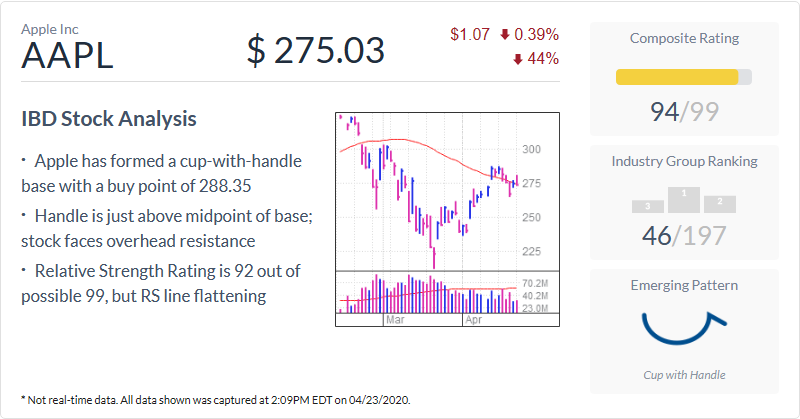 Apple Inc
AAPL
$ 275.03
$1.07 0.39%
44%
IBD Stock Analysis
· Apple has formed a cup-with-handle
base with a buy point of 288.35
· Handle is just above midpoint of base;
stock faces overhead resistance
· Relative Strength Rating is 92 out of
possible 99, but RS line flattening
300
275
250
225
70.2M
40.2M
23.0M
Mar
Apr
Composite Rating
94/99
Industry Group Ranking
3
1
2
46/197
Emerging Pattern
Cup with Handle
* Not real-time data. All data shown was captured at 2:09PM EDT on 04/23/2020.